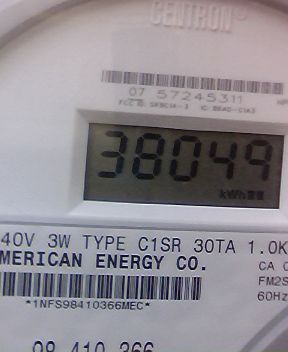 CENTRON®
07 57245311
38049
kWh
40V 3W TYPE C1SR 30TA 1.0K
MERICAN ENERGY CO.
CA 0
FM2S
60Hz
*1NFS98410366MEC*
98 410 366